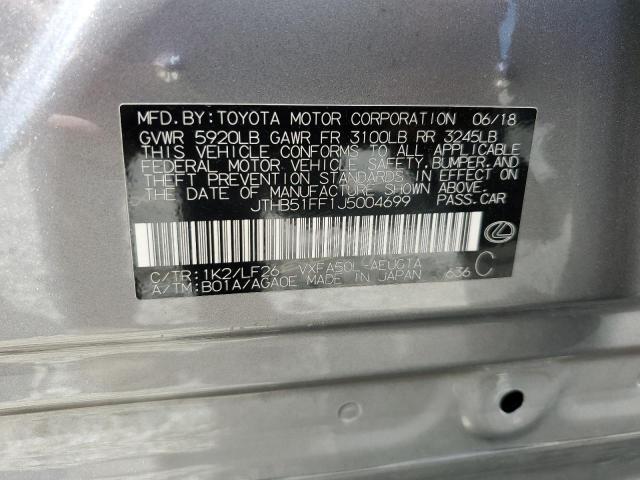 MFD.BY:TOYOTA MOTOR CORPORATION 06/18
GVWR 5920LB GAWR FR 3100LB RR 3245LB
THIS VEHICLE CONFORMS TO ALL APPLICABLE
FEDERAL MOTOR VEHICLE SAFETY,BUMPER,AND
THEFT PREVENTION STANDARDS IN EFFECT ON
THE DATE OF MANUFACTURE SHOWN ABOVE.
JTHB51FF1J5004699 PASS.CAR
C/TR:1K2/LF26 VXFA50L-AEUGTA C
A/TM:B01A/AGA0E MADE IN JAPAN 636